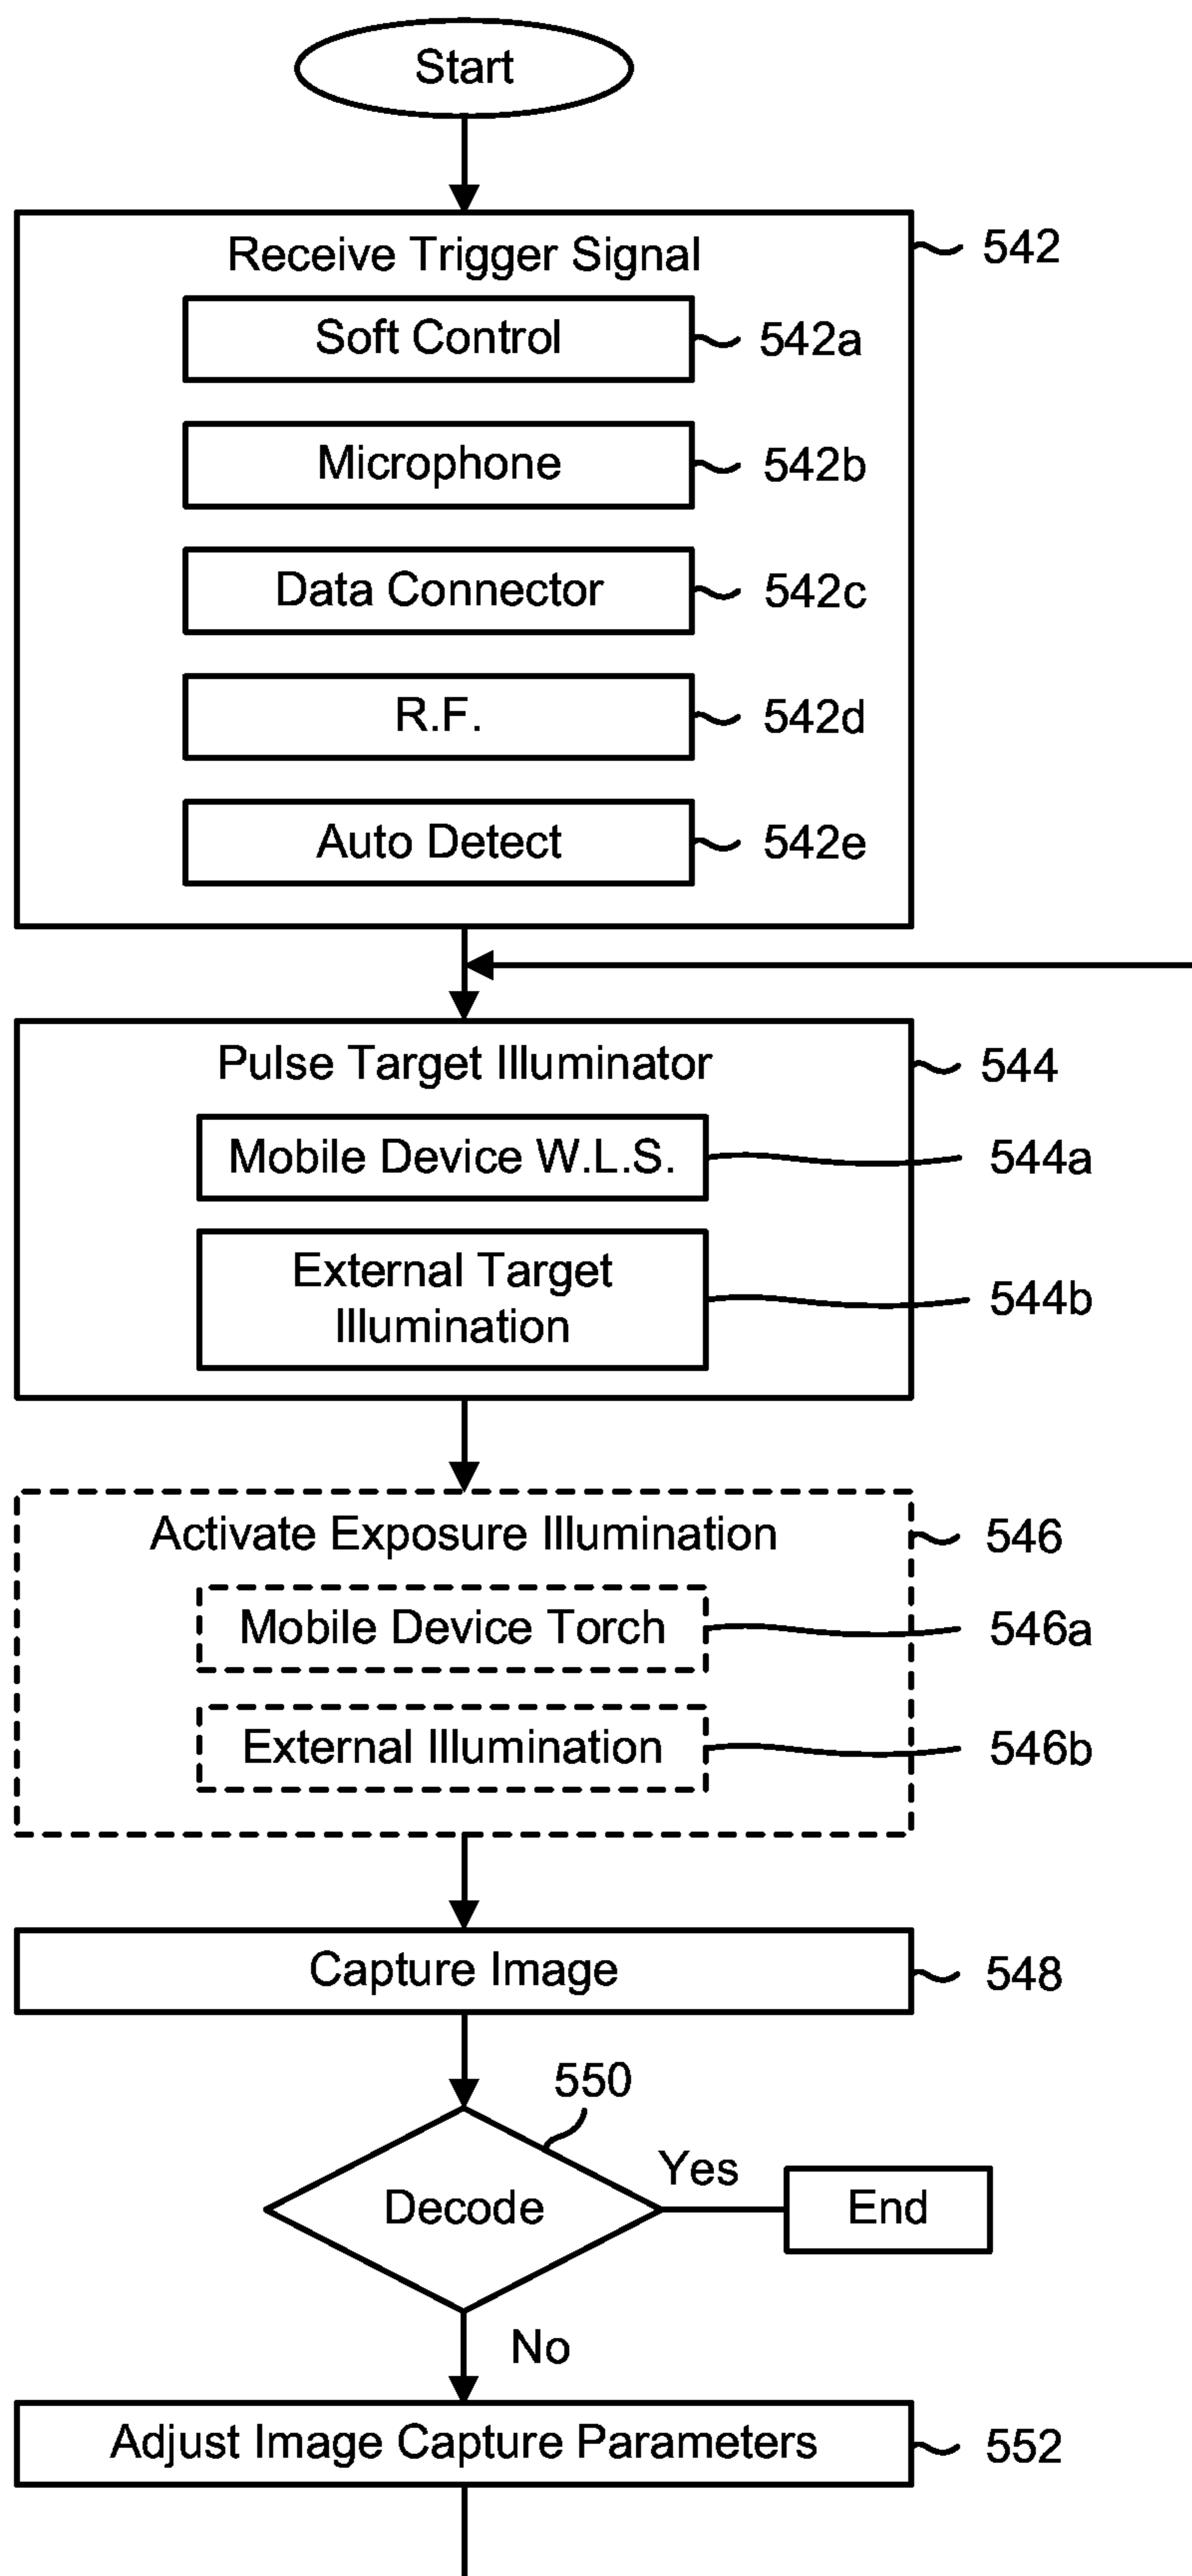 Start
Receive Trigger Signal
542
Soft Control
542a
Microphone
542b
Data Connector
542c
R.F.
542d
Auto Detect
542e
Pulse Target Illuminator
544
Mobile Device W.L.S.
544a
External Target
Illumination
544b
Activate Exposure Illumination
546
Mobile Device Torch
546a
External Illumination
546b
Capture Image
548
550
Decode
Yes
End
No
Adjust Image Capture Parameters
552